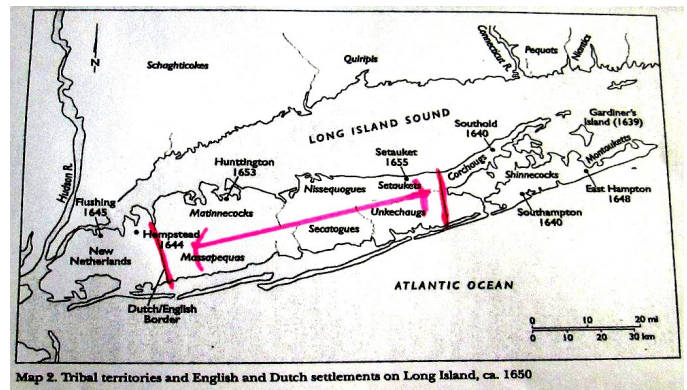 N
Schaghticokes
Quiripis
Connecticut R.
Pequots
Niantics
Hudson R.
LONG ISLAND SOUND
Gardiner's
Island (1639)
Southold
1640
Corchaugs
Montauketts
Shinnecocks
East Hampton
1648
Southampton
1640
Setauket
1655
Setaukets
Nissequogues
Unkechaugs
Secatogues
Hunttington
1653
Matinnecocks
Flushing
1645
Hempstead
1644
New
Netherlands
Massapequas
Dutch/English
Border
ATLANTIC OCEAN
0 10 20 mi
0 10 20 30 km
Map 2. Tribal territories and English and Dutch settlements on Long Island, ca. 1650